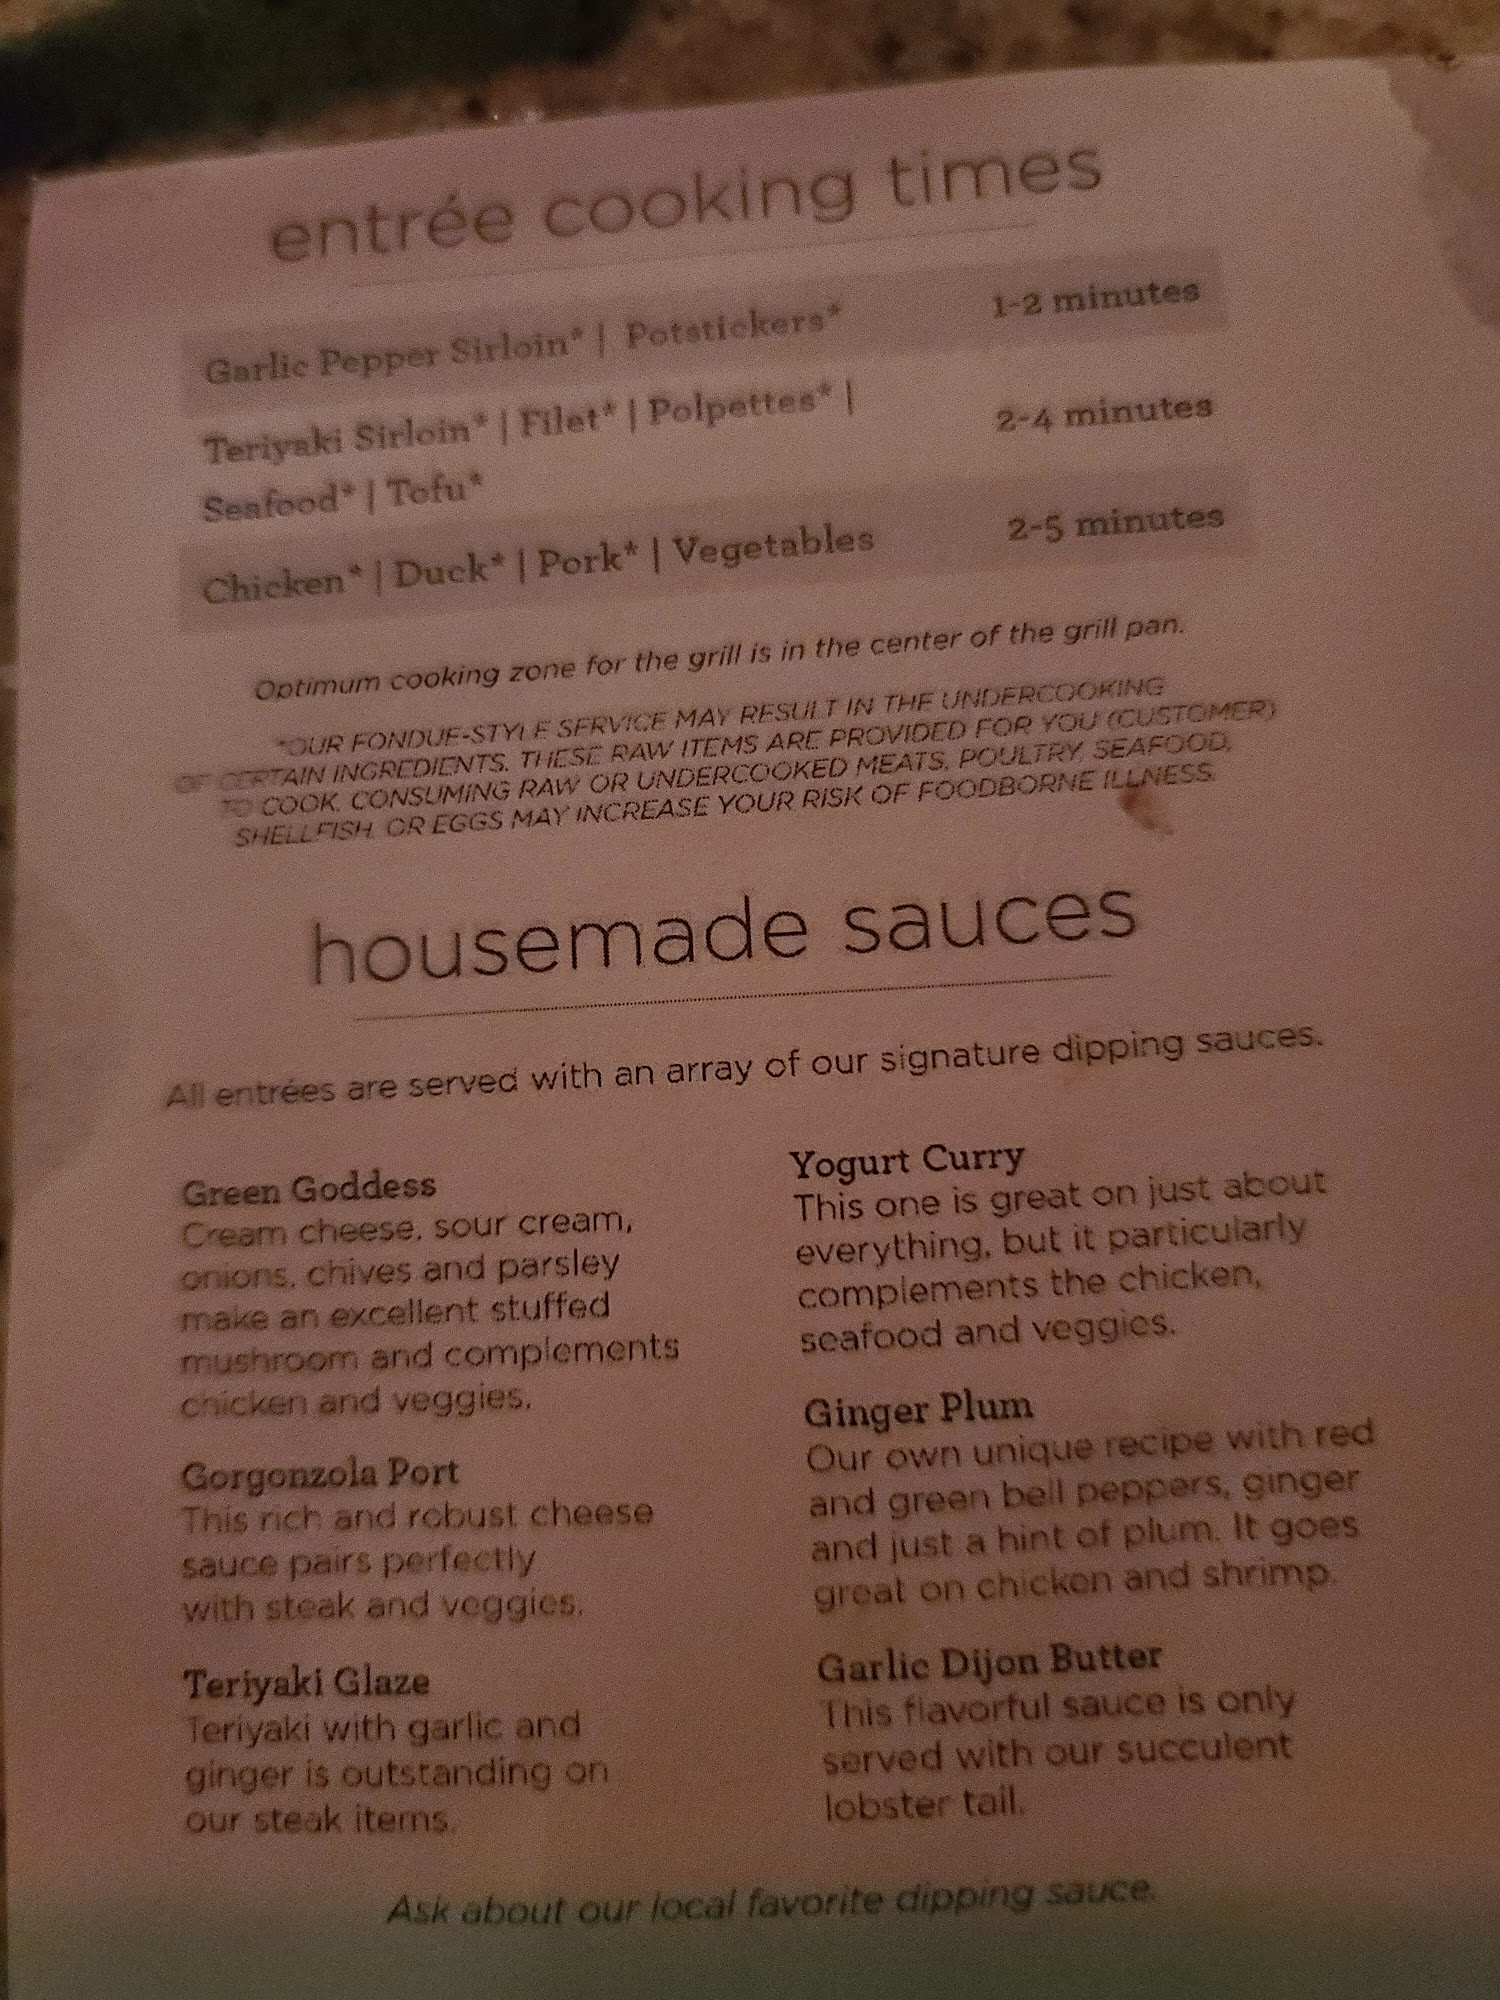 entrée cooking times
Garlic Pepper Sirloin* | Potstickers* 1-2 minutes
Teriyaki Sirloin* | Filet* | Polpettes* | 2-4 minutes
Seafood* | Tofu*
Chicken* | Duck* | Pork* | Vegetables 2-5 minutes
Optimum cooking zone for the grill is in the center of the grill pan.
*OUR FONDUE-STYLE SERVICE MAY RESULT IN THE UNDERCOOKING
OF CERTAIN INGREDIENTS. THESE RAW ITEMS ARE PROVIDED FOR YOU (CUSTOMER)
TO COOK. CONSUMING RAW OR UNDERCOOKED MEATS, POULTRY, SEAFOOD,
SHELLFISH, OR EGGS MAY INCREASE YOUR RISK OF FOODBORNE ILLNESS.
housemade sauces
All entrées are served with an array of our signature dipping sauces.
Green Goddess
Cream cheese, sour cream,
onions, chives and parsley
make an excellent stuffed
mushroom and complements
chicken and veggies.
Gorgonzola Port
This rich and robust cheese
sauce pairs perfectly
with steak and veggies.
Teriyaki Glaze
Teriyaki with garlic and
ginger is outstanding on
our steak items.
Yogurt Curry
This one is great on just about
everything, but it particularly
complements the chicken,
seafood and veggies.
Ginger Plum
Our own unique recipe with red
and green bell peppers, ginger
and just a hint of plum. It goes
great on chicken and shrimp.
Garlic Dijon Butter
This flavorful sauce is only
served with our succulent
lobster tail.
Ask about our local favorite dipping sauce.